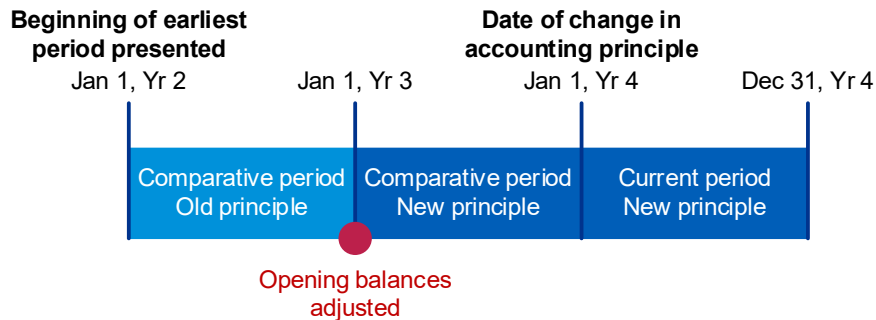 Beginning of earliest
period presented
Date of change in
accounting principle
Jan 1, Yr 2
Jan 1, Yr 3
Jan 1, Yr 4
Dec 31, Yr 4
Comparative period
Old principle
Comparative period
New principle
Current period
New principle
Opening balances
adjusted